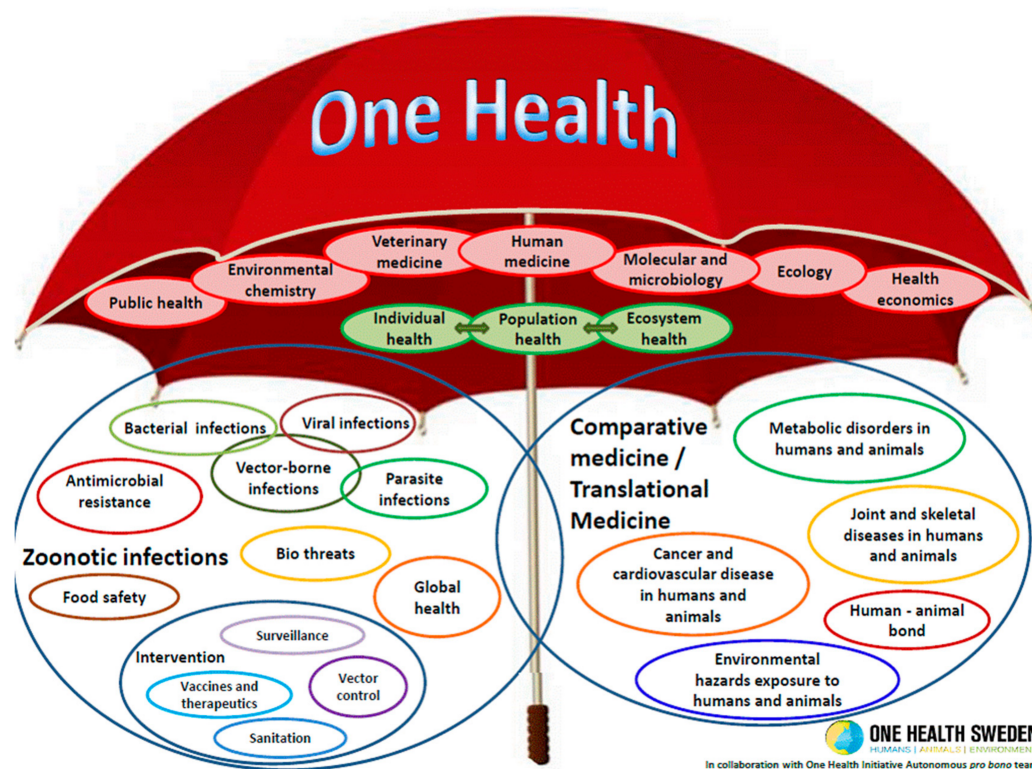 One Health
Veterinary
medicine
Human
medicine
Molecular and
microbiology
Environmental
chemistry
Ecology
Public health
Health
economics
Individual
health
Population
health
Ecosystem
health
Bacterial infections
Viral infections
Vector-borne
infections
Antimicrobial
resistance
Parasite
infections
Zoonotic infections
Bio threats
Food safety
Global
health
Surveillance
Intervention
Vaccines and
therapeutics
Vector
control
Sanitation
Comparative
medicine /
Translational
Medicine
Metabolic disorders in
humans and animals
Joint and skeletal
diseases in humans
and animals
Cancer and
cardiovascular disease
in humans and
animals
Human - animal
bond
Environmental
hazards exposure to
humans and animals
ONE HEALTH SWEDEN
HUMANS | ANIMALS | ENVIRONMENT
In collaboration with One Health Initiative Autonomous pro bono team